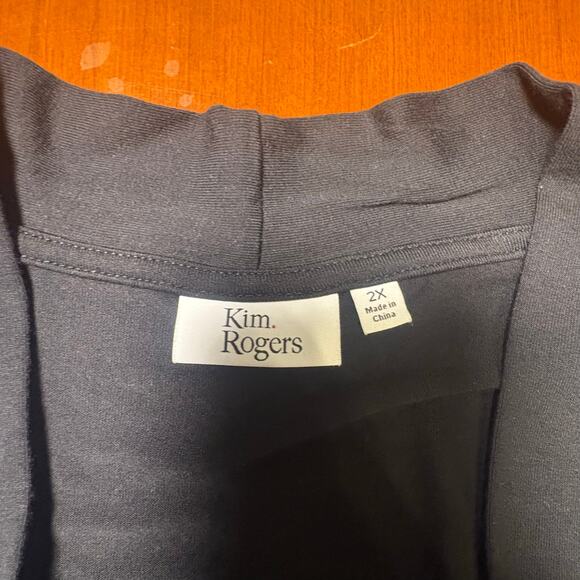 Kim.
Rogers
2X
Made in
China